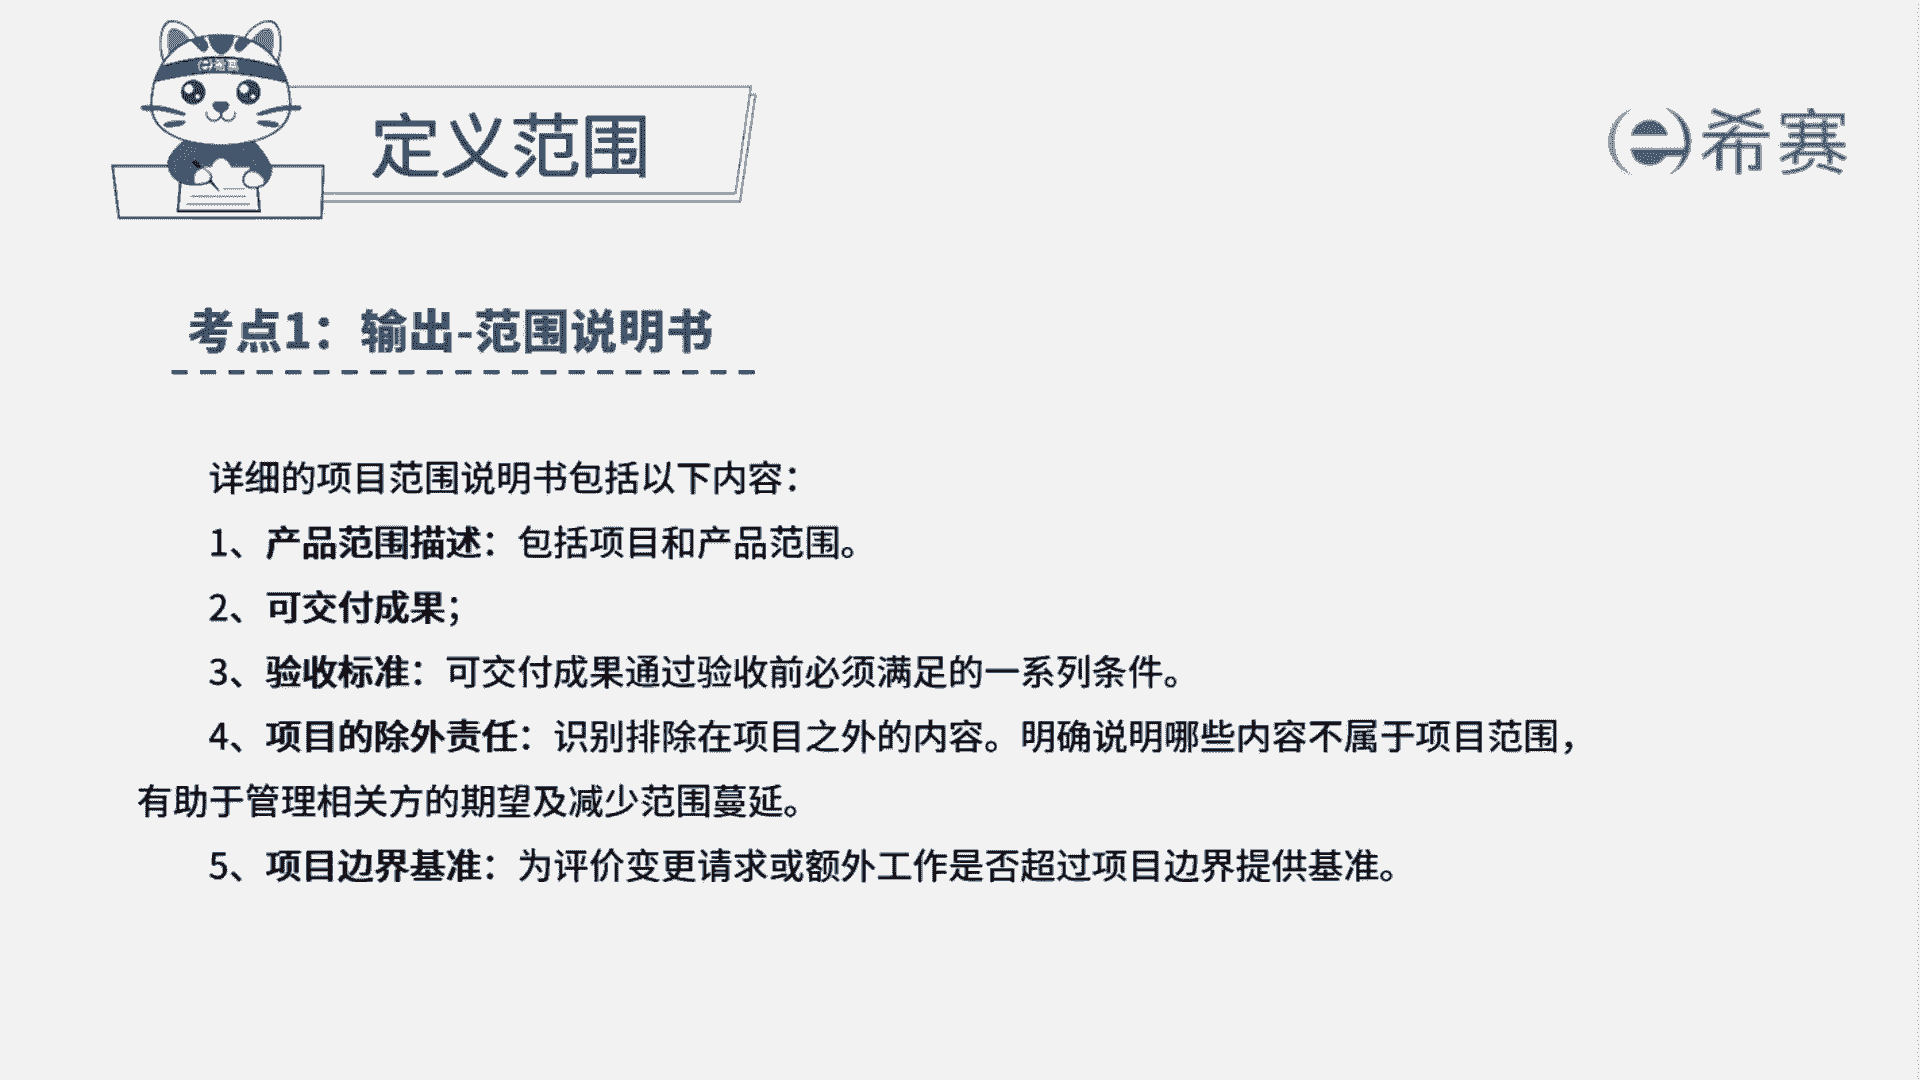 希赛
定义范围
希赛
考点1：输出-范围说明书
详细的项目范围说明书包括以下内容：
1、产品范围描述：包括项目和产品范围。
2、可交付成果；
3、验收标准：可交付成果通过验收前必须满足的一系列条件。
4、项目的除外责任：识别排除在项目之外的内容。明确说明哪些内容不属于项目范围，
有助于管理相关方的期望及减少范围蔓延。
5、项目边界基准：为评价变更请求或额外工作是否超过项目边界提供基准。